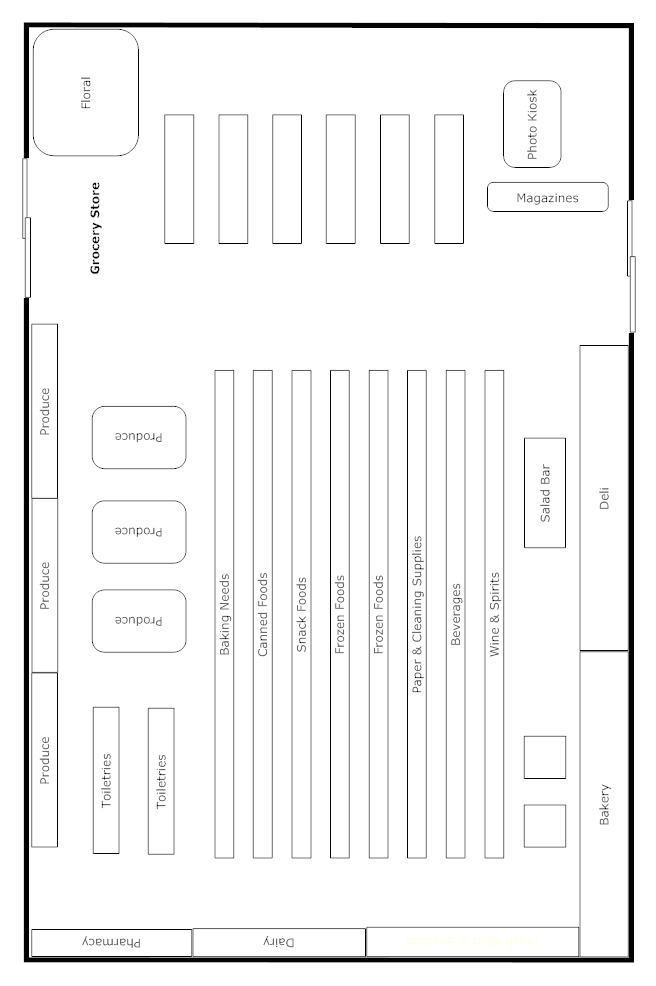 Floral
Photo Kiosk
Magazines
Grocery Store
Produce
Produce
Produce
Produce
Produce
Produce
Toiletries
Toiletries
Baking Needs
Canned Foods
Snack Foods
Frozen Foods
Frozen Foods
Paper & Cleaning Supplies
Beverages
Wine & Spirits
Salad Bar
Deli
Bakery
Pharmacy
Dairy